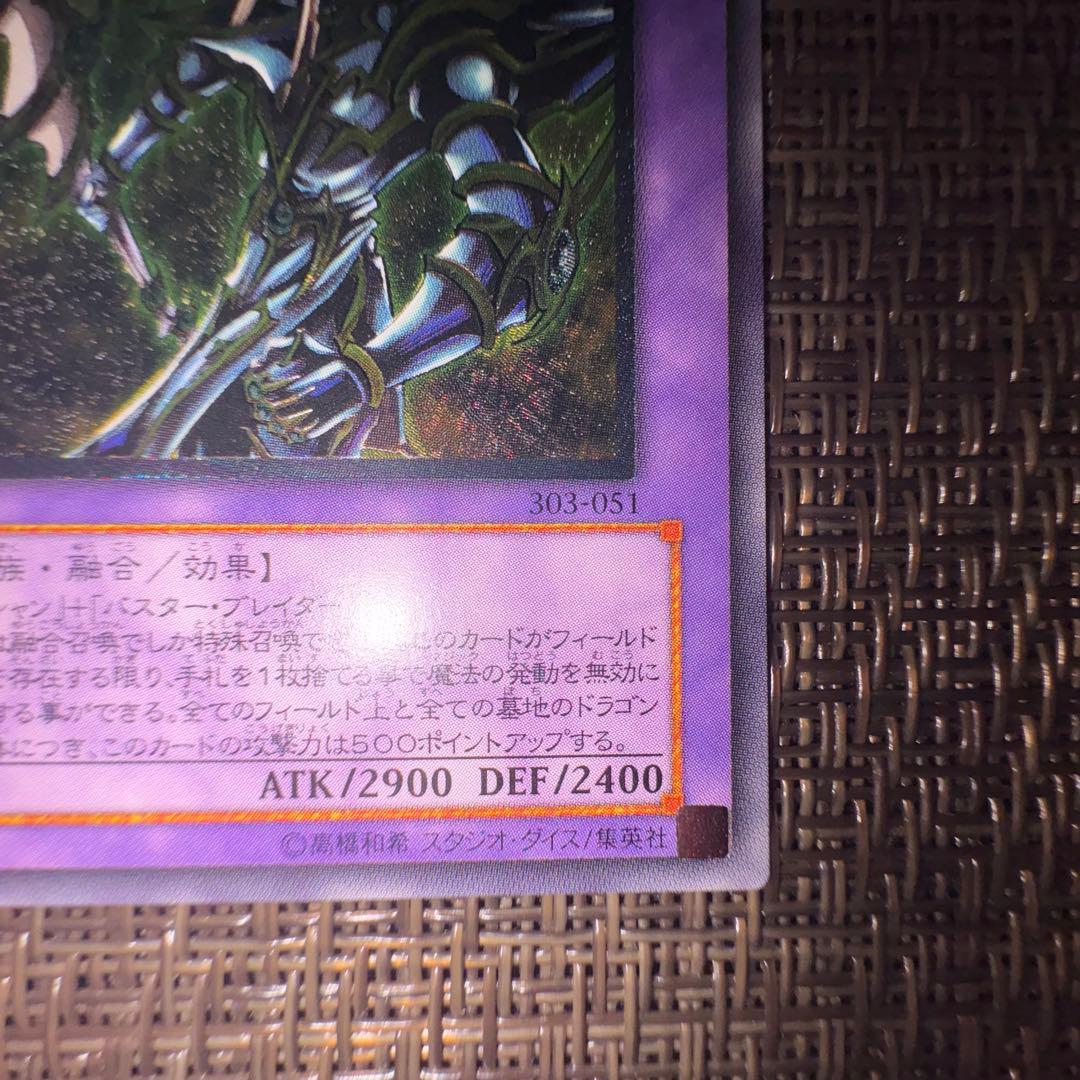 303-051
族・融合/効果】
シャン」+「バスター・ブレイダー
融合召喚でしか特殊召喚で このカードがフィールド
存在する限り、手札を1枚捨てる事で魔法の発動を無効に
する事ができる。全てのフィールド上と全ての墓地のドラゴン
体につき、このカードの攻撃力は500ポイントアップする。
ATK/2900 DEF/2400
©高橋和希 スタジオ・ダイス/集英社